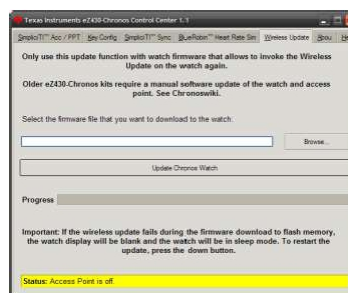 Texas Instruments eZ430-Chronos Control Center 1.1
SimpliciTI™ Acc / PPT Key Config SimpliciTI™ Sync BlueRobin™ Heart Rate Sim Wireless Update Abou
Only use this update function with watch firmware that allows to invoke the Wireless
Update on the watch again.
Older eZ430-Chronos kits require a manual software update of the watch and access
point. See Chronoswiki.
Select the firmware file that you want to download to the watch:
Browse...
Update Chronos Watch
Progress
Important: If the wireless update fails during the firmware download to flash memory,
the watch display will be blank and the watch will be in sleep mode. To restart the
update, press the down button.
Status: Access Point is off.